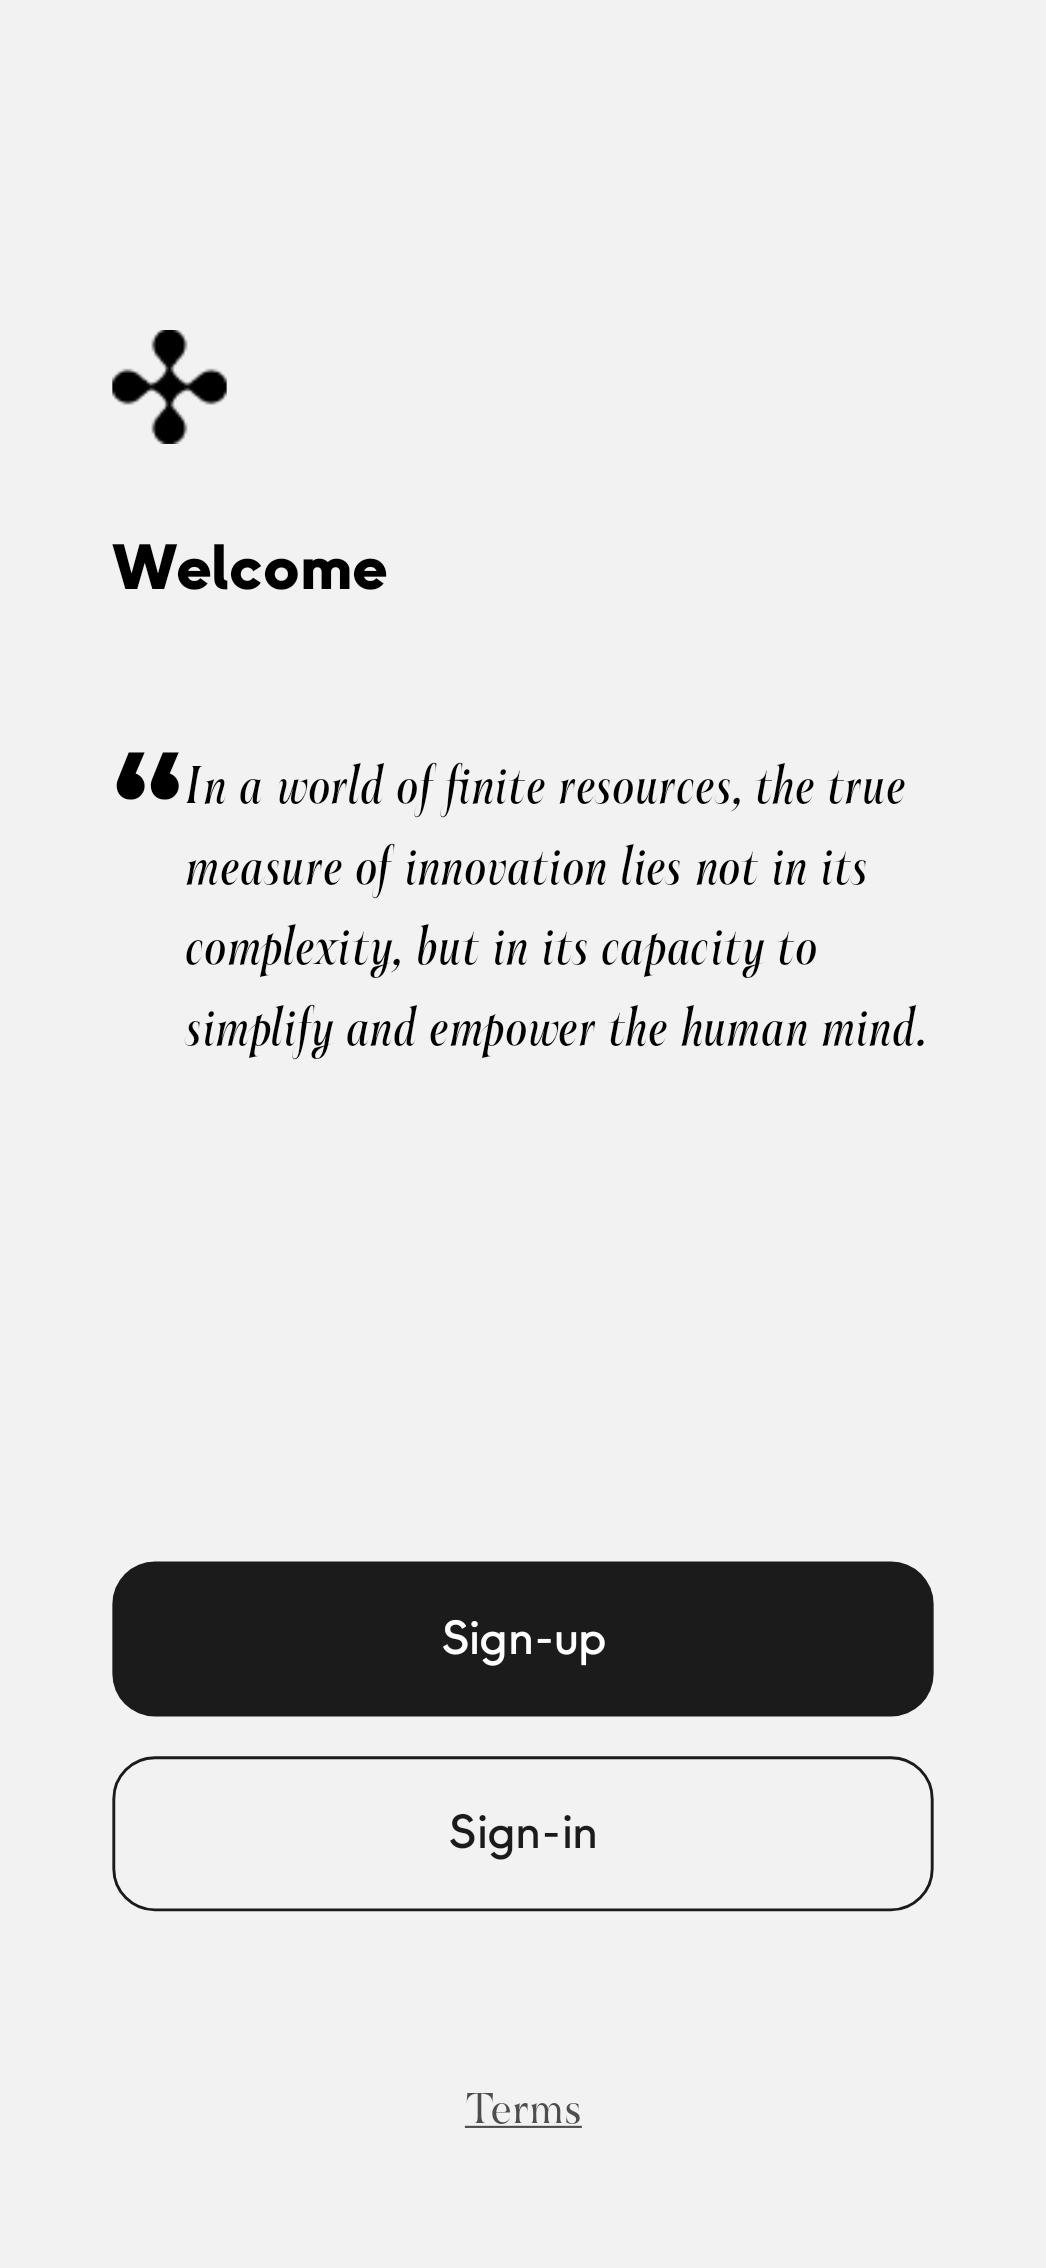 Welcome
“In a world of finite resources, the true
measure of innovation lies not in its
complexity, but in its capacity to
simplify and empower the human mind.
Sign-up
Sign-in
Terms